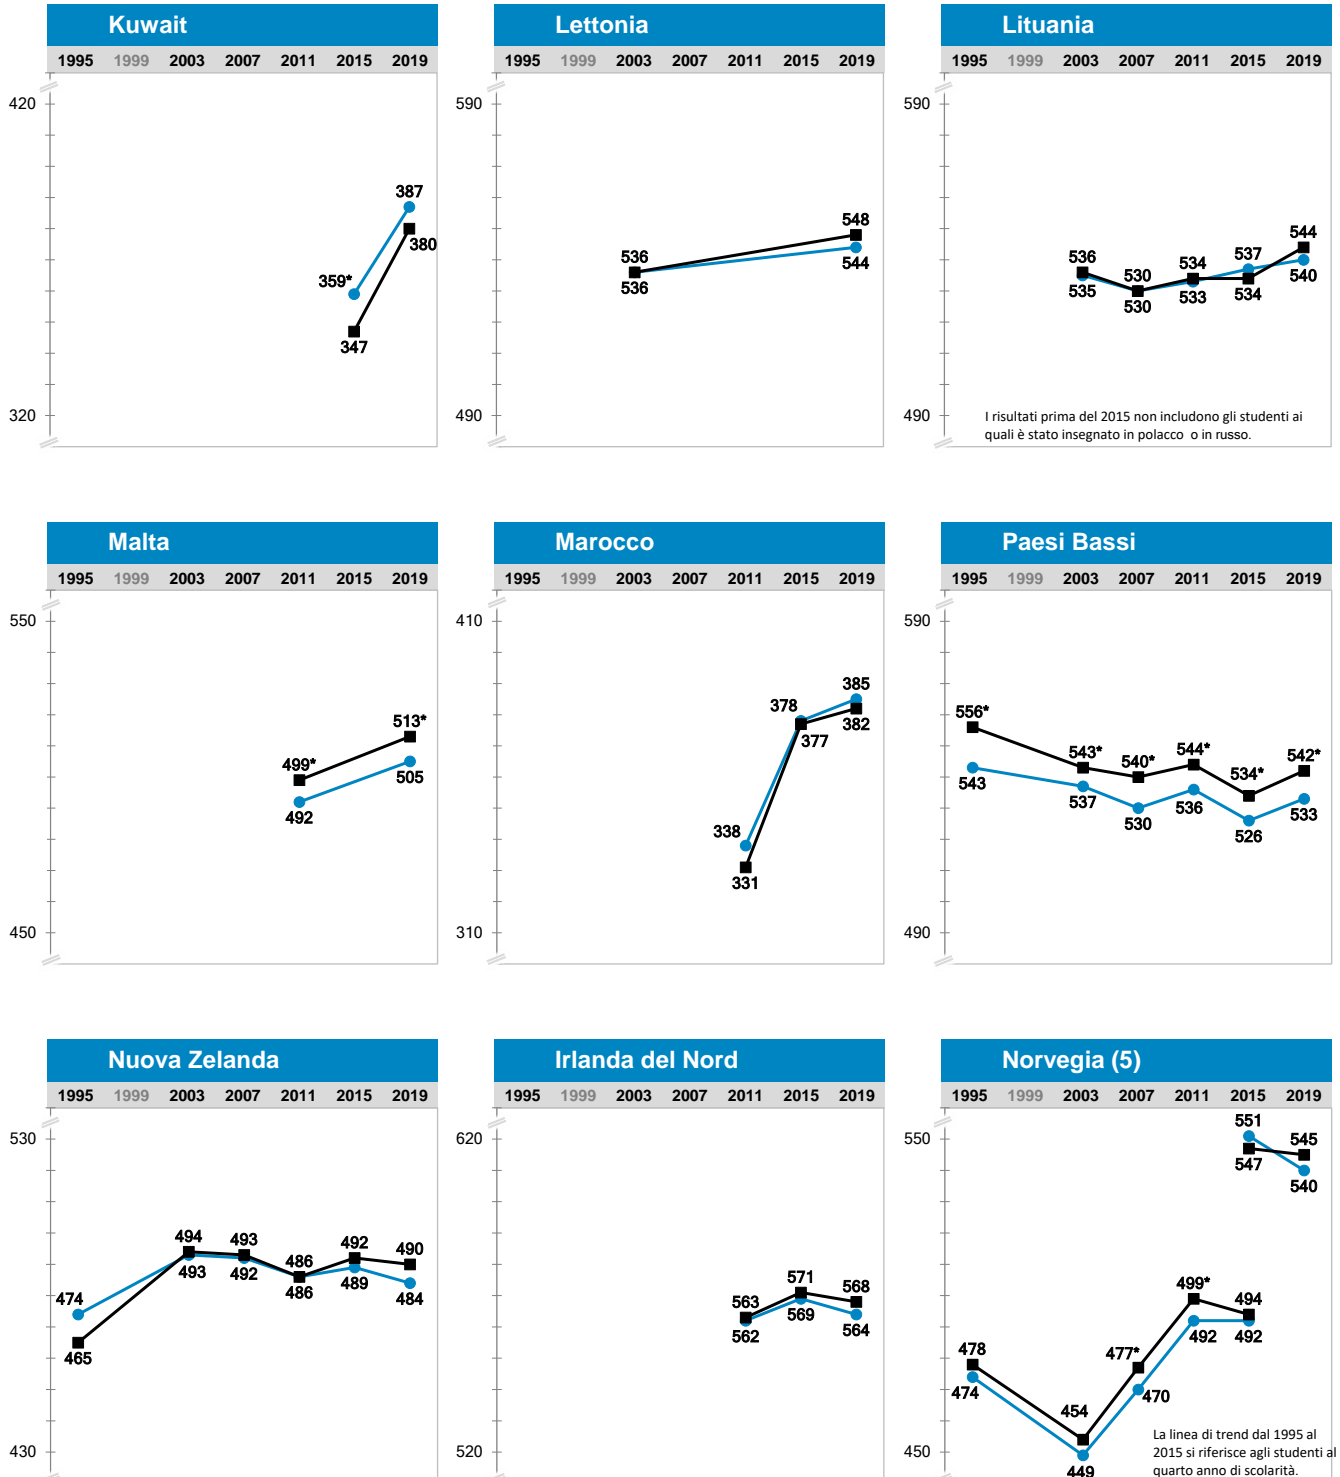 Kuwait
1995 1999 2003 2007 2011 2015 2019
420
387
380
359*
347
320
Lettonia
1995 1999 2003 2007 2011 2015 2019
590
548
536
544
536
490
Lituania
1995 1999 2003 2007 2011 2015 2019
590
536 530 534 537 544
535 530 533 534 540
490
I risultati prima del 2015 non includono gli studenti ai
quali è stato insegnato in polacco o in russo.
Malta
1995 1999 2003 2007 2011 2015 2019
550
513*
499*
505
492
450
Marocco
1995 1999 2003 2007 2011 2015 2019
410
385
378
382
377
338
331
310
Paesi Bassi
1995 1999 2003 2007 2011 2015 2019
590
556* 543* 540* 544* 534* 542*
543 537 530 536 526 533
490
Nuova Zelanda
1995 1999 2003 2007 2011 2015 2019
530
494 493 486 492 490
474 493 492 486 489 484
465
430
Irlanda del Nord
1995 1999 2003 2007 2011 2015 2019
620
563 571 568
562 569 564
520
Norvegia (5)
1995 1999 2003 2007 2011 2015 2019
550
551 545
547 540
499* 494
492 492
478 477*
474 470
454
449
450
La linea di trend dal 1995 al
2015 si riferisce agli studenti al
quarto anno di scolarità.